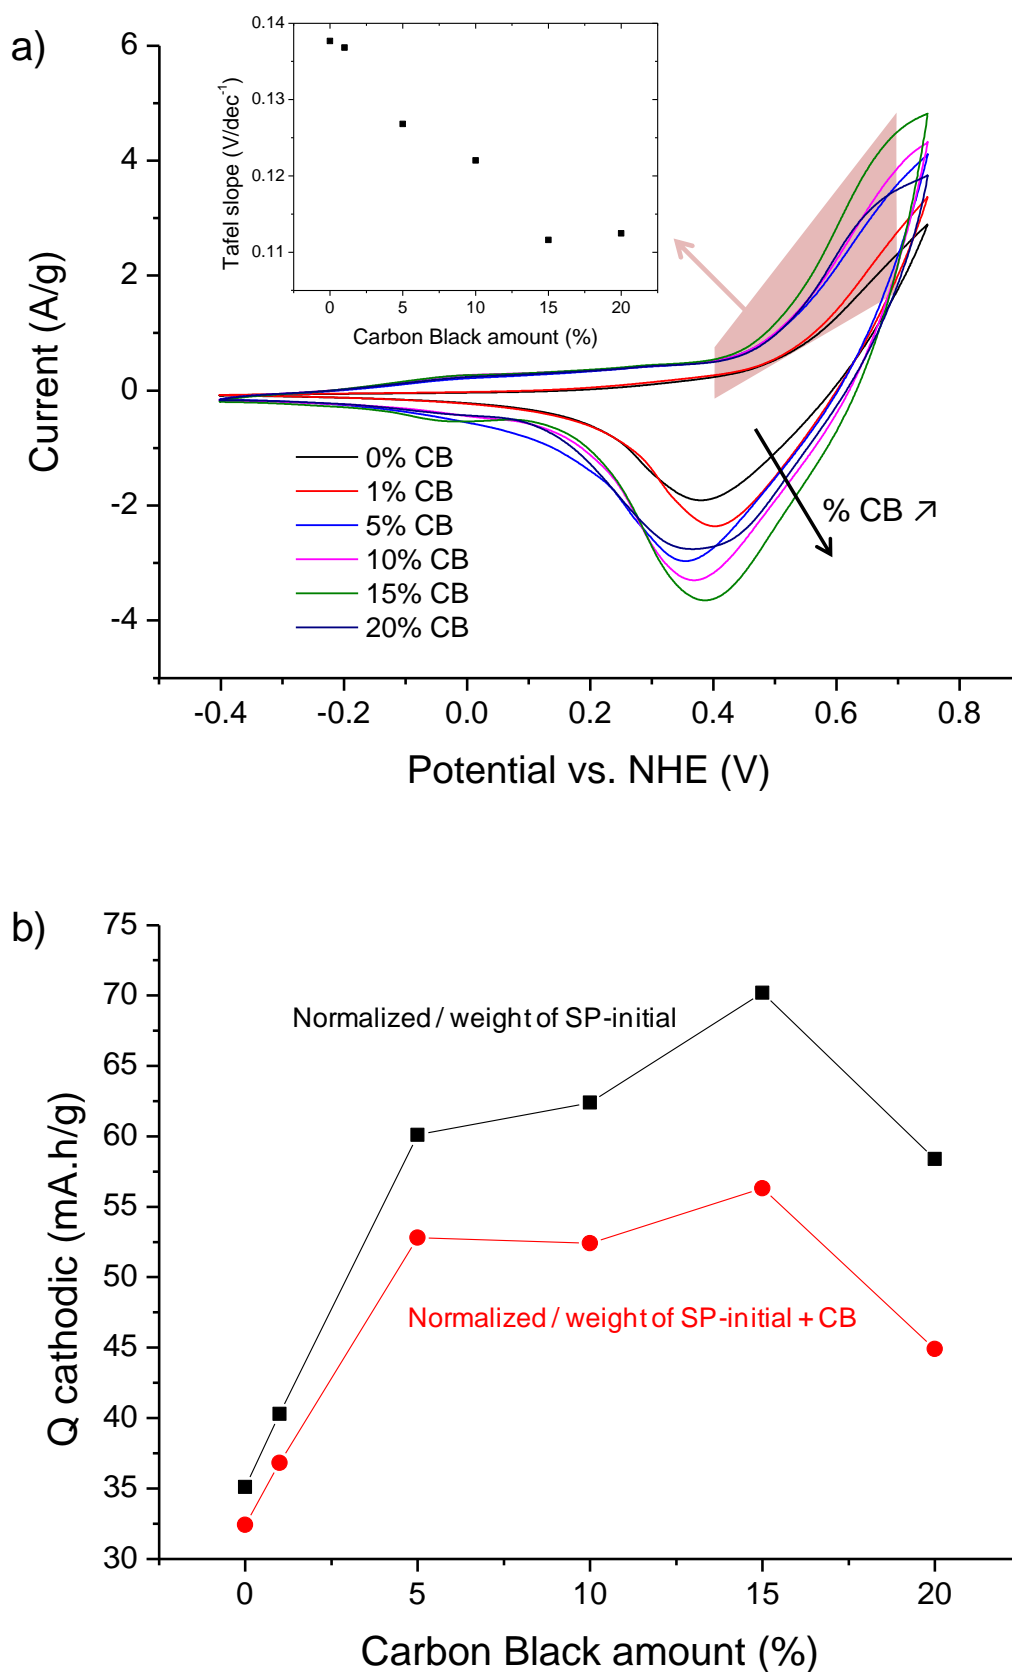 a)
6
4
2
0
-2
-4
Current (A/g)
0.14
0.13
0.12
0.11
Tafel slope (V/dec⁻¹)
0 5 10 15 20
Carbon Black amount (%)
0% CB
1% CB
5% CB
10% CB
15% CB
20% CB
% CB ↗
-0.4 -0.2 0.0 0.2 0.4 0.6 0.8
Potential vs. NHE (V)
b)
75
70
65
60
55
50
45
40
35
30
Q cathodic (mA.h/g)
Normalized / weight of SP-initial
Normalized / weight of SP-initial + CB
0 5 10 15 20
Carbon Black amount (%)